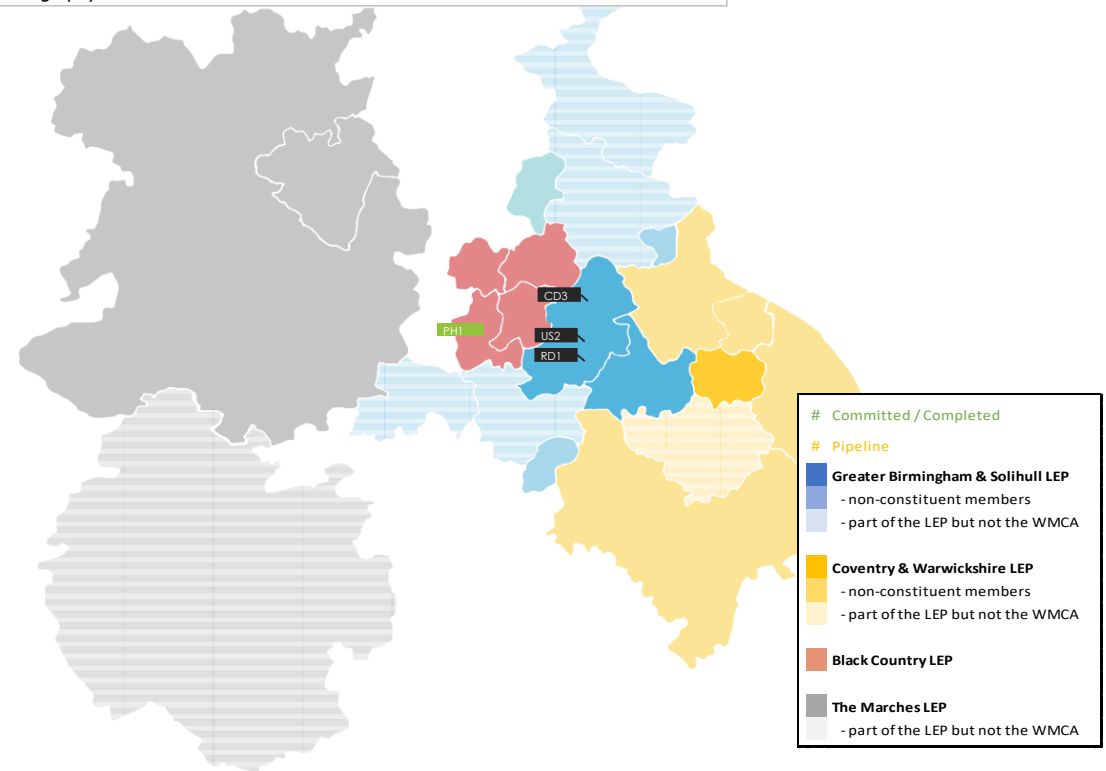 CD3
PH1
US2
RD1
# Committed / Completed
# Pipeline
Greater Birmingham & Solihull LEP
- non-constituent members
- part of the LEP but not the WMCA
Coventry & Warwickshire LEP
- non-constituent members
- part of the LEP but not the WMCA
Black Country LEP
The Marches LEP
- part of the LEP but not the WMCA